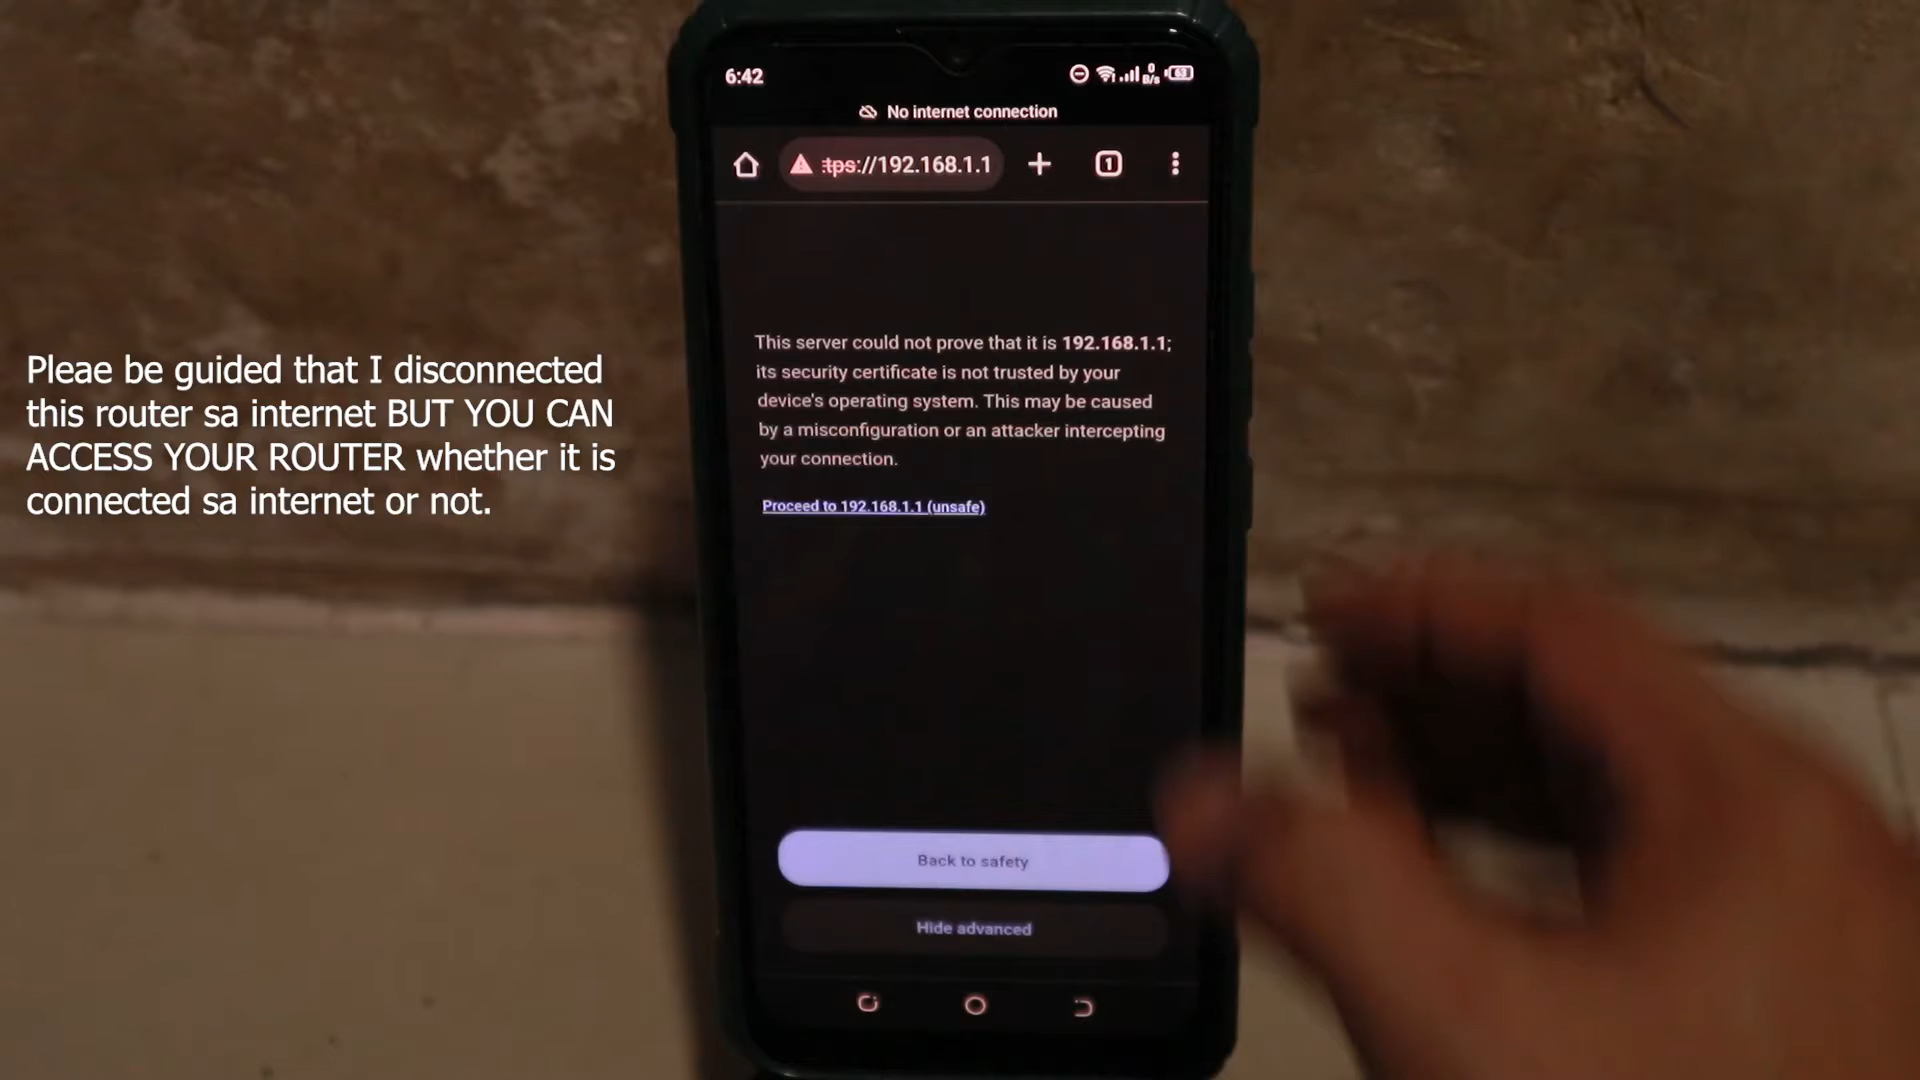 6:42
0
B/s
63
No internet connection
tps://192.168.1.1
1
This server could not prove that it is 192.168.1.1;
its security certificate is not trusted by your
device's operating system. This may be caused
by a misconfiguration or an attacker intercepting
your connection.
Proceed to 192.168.1.1 (unsafe)
Back to safety
Hide advanced
Pleae be guided that I disconnected
this router sa internet BUT YOU CAN
ACCESS YOUR ROUTER whether it is
connected sa internet or not.